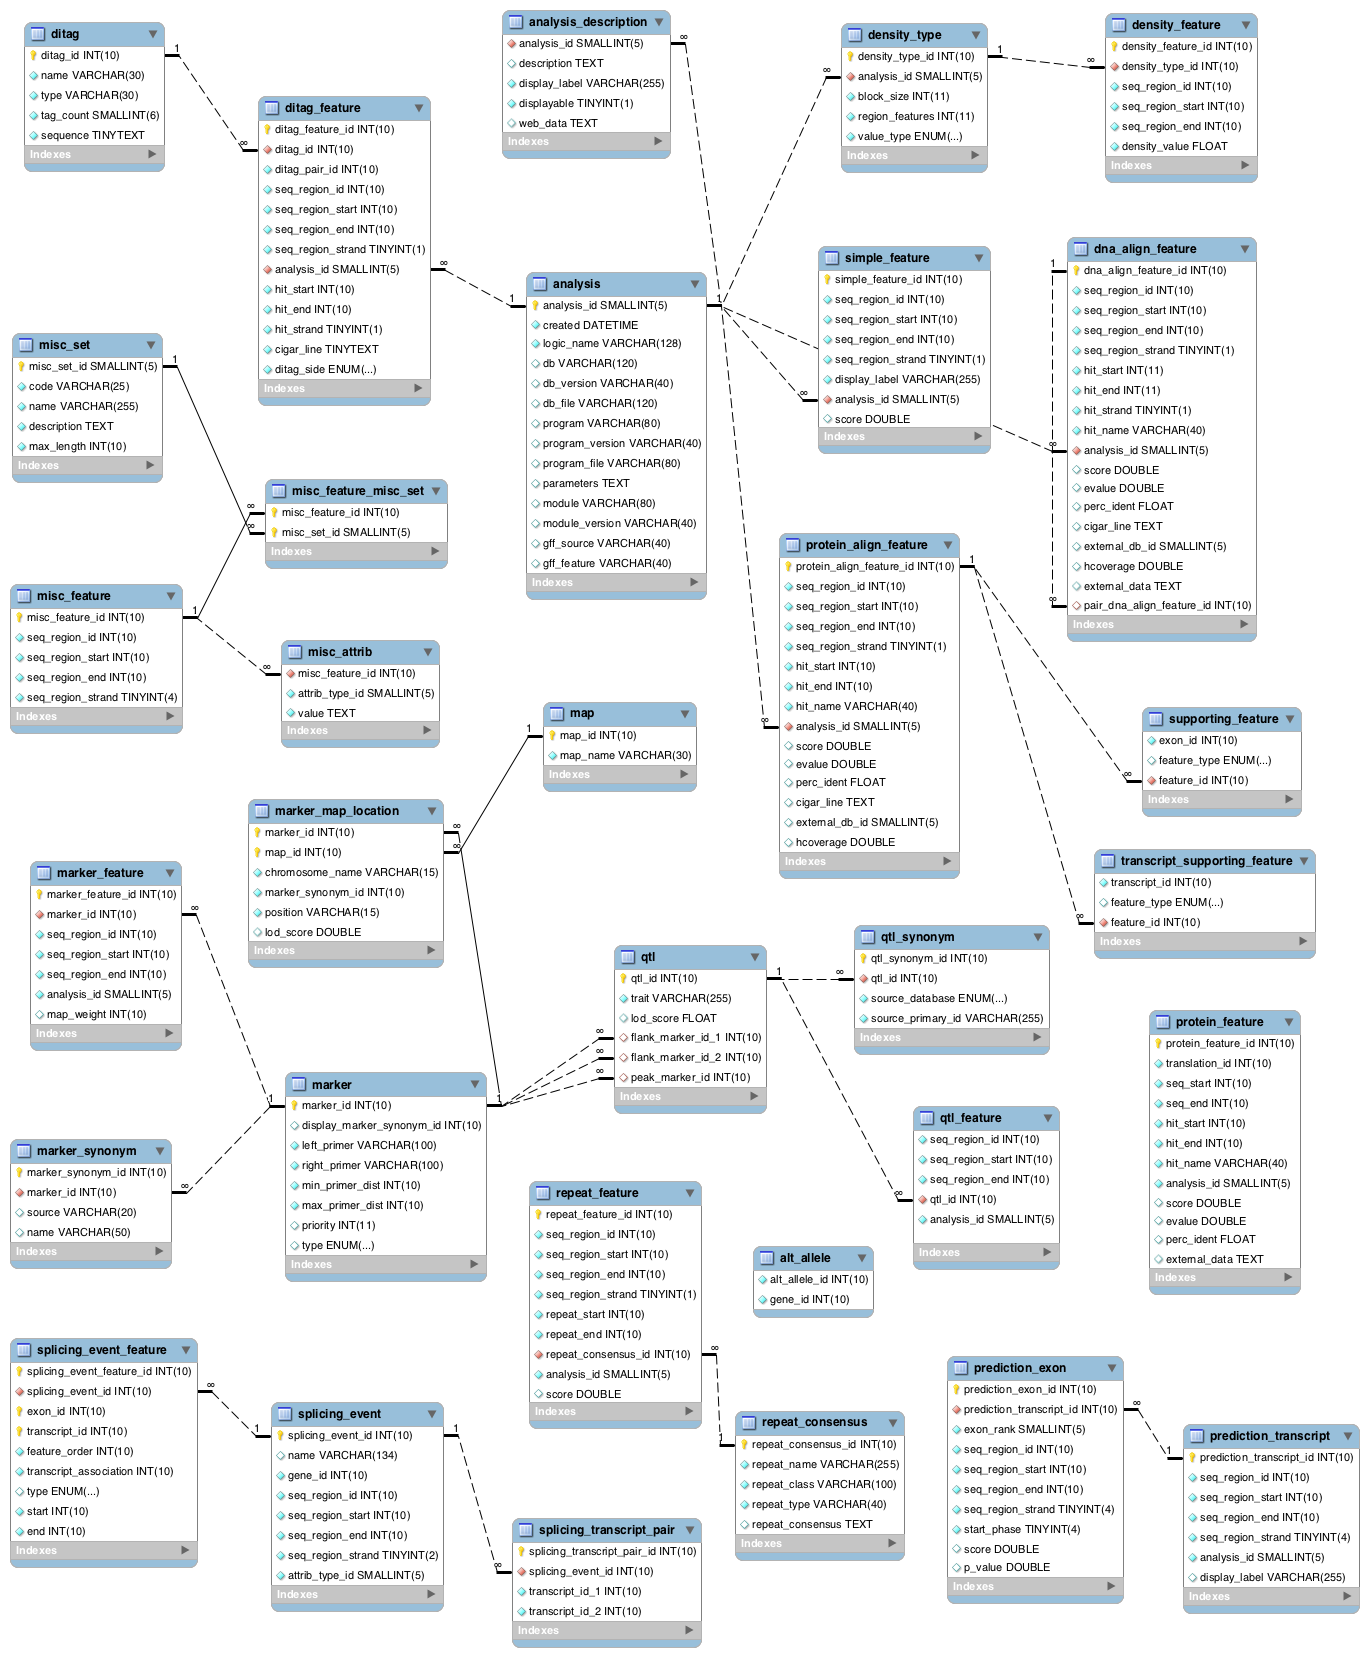 ditag
ditag_id INT(10)
name VARCHAR(30)
type VARCHAR(30)
tag_count SMALLINT(6)
sequence TINYTEXT
Indexes
1
∞
ditag_feature
ditag_feature_id INT(10)
ditag_id INT(10)
ditag_pair_id INT(10)
seq_region_id INT(10)
seq_region_start INT(10)
seq_region_end INT(10)
seq_region_strand TINYINT(1)
analysis_id SMALLINT(5)
hit_start INT(10)
hit_end INT(10)
hit_strand TINYINT(1)
cigar_line TINYTEXT
ditag_side ENUM(...)
Indexes
∞
1
analysis_description
analysis_id SMALLINT(5)
description TEXT
display_label VARCHAR(255)
displayable TINYINT(1)
web_data TEXT
Indexes
∞
density_type
density_type_id INT(10)
analysis_id SMALLINT(5)
block_size INT(11)
region_features INT(11)
value_type ENUM(...)
Indexes
∞
1
density_feature
density_feature_id INT(10)
density_type_id INT(10)
seq_region_id INT(10)
seq_region_start INT(10)
seq_region_end INT(10)
density_value FLOAT
Indexes
∞
analysis
analysis_id SMALLINT(5)
created DATETIME
logic_name VARCHAR(128)
db VARCHAR(120)
db_version VARCHAR(40)
db_file VARCHAR(120)
program VARCHAR(80)
program_version VARCHAR(40)
program_file VARCHAR(80)
parameters TEXT
module VARCHAR(80)
module_version VARCHAR(40)
gff_source VARCHAR(40)
gff_feature VARCHAR(40)
Indexes
1
simple_feature
simple_feature_id INT(10)
seq_region_id INT(10)
seq_region_start INT(10)
seq_region_end INT(10)
seq_region_strand TINYINT(1)
display_label VARCHAR(255)
analysis_id SMALLINT(5)
score DOUBLE
Indexes
∞
dna_align_feature
dna_align_feature_id INT(10)
seq_region_id INT(10)
seq_region_start INT(10)
seq_region_end INT(10)
seq_region_strand TINYINT(1)
hit_start INT(11)
hit_end INT(11)
hit_strand TINYINT(1)
hit_name VARCHAR(40)
analysis_id SMALLINT(5)
score DOUBLE
evalue DOUBLE
perc_ident FLOAT
cigar_line TEXT
external_db_id SMALLINT(5)
hcoverage DOUBLE
external_data TEXT
pair_dna_align_feature_id INT(10)
Indexes
1
∞
∞
misc_set
misc_set_id SMALLINT(5)
code VARCHAR(25)
name VARCHAR(255)
description TEXT
max_length INT(10)
Indexes
1
misc_feature_misc_set
misc_feature_id INT(10)
misc_set_id SMALLINT(5)
Indexes
∞
∞
misc_feature
misc_feature_id INT(10)
seq_region_id INT(10)
seq_region_start INT(10)
seq_region_end INT(10)
seq_region_strand TINYINT(4)
Indexes
1
misc_attrib
misc_feature_id INT(10)
attrib_type_id SMALLINT(5)
value TEXT
Indexes
∞
protein_align_feature
protein_align_feature_id INT(10)
seq_region_id INT(10)
seq_region_start INT(10)
seq_region_end INT(10)
seq_region_strand TINYINT(1)
hit_start INT(10)
hit_end INT(10)
hit_name VARCHAR(40)
analysis_id SMALLINT(5)
score DOUBLE
evalue DOUBLE
perc_ident FLOAT
cigar_line TEXT
external_db_id SMALLINT(5)
hcoverage DOUBLE
Indexes
∞
1
map
map_id INT(10)
map_name VARCHAR(30)
Indexes
1
supporting_feature
exon_id INT(10)
feature_type ENUM(...)
feature_id INT(10)
Indexes
∞
marker_map_location
marker_id INT(10)
map_id INT(10)
chromosome_name VARCHAR(15)
marker_synonym_id INT(10)
position VARCHAR(15)
lod_score DOUBLE
Indexes
∞
∞
transcript_supporting_feature
transcript_id INT(10)
feature_type ENUM(...)
feature_id INT(10)
Indexes
∞
marker_feature
marker_feature_id INT(10)
marker_id INT(10)
seq_region_id INT(10)
seq_region_start INT(10)
seq_region_end INT(10)
analysis_id SMALLINT(5)
map_weight INT(10)
Indexes
∞
qtl
qtl_id INT(10)
trait VARCHAR(255)
lod_score FLOAT
flank_marker_id_1 INT(10)
flank_marker_id_2 INT(10)
peak_marker_id INT(10)
Indexes
1
∞
∞
∞
qtl_synonym
qtl_synonym_id INT(10)
qtl_id INT(10)
source_database ENUM(...)
source_primary_id VARCHAR(255)
Indexes
∞
protein_feature
protein_feature_id INT(10)
translation_id INT(10)
seq_start INT(10)
seq_end INT(10)
hit_start INT(10)
hit_end INT(10)
hit_name VARCHAR(40)
analysis_id SMALLINT(5)
score DOUBLE
evalue DOUBLE
perc_ident FLOAT
external_data TEXT
Indexes
marker
marker_id INT(10)
display_marker_synonym_id INT(10)
left_primer VARCHAR(100)
right_primer VARCHAR(100)
min_primer_dist INT(10)
max_primer_dist INT(10)
priority INT(11)
type ENUM(...)
Indexes
1
1
qtl_feature
seq_region_id INT(10)
seq_region_start INT(10)
seq_region_end INT(10)
qtl_id INT(10)
analysis_id SMALLINT(5)
Indexes
∞
marker_synonym
marker_synonym_id INT(10)
marker_id INT(10)
source VARCHAR(20)
name VARCHAR(50)
Indexes
∞
repeat_feature
repeat_feature_id INT(10)
seq_region_id INT(10)
seq_region_start INT(10)
seq_region_end INT(10)
seq_region_strand TINYINT(1)
repeat_start INT(10)
repeat_end INT(10)
repeat_consensus_id INT(10)
analysis_id SMALLINT(5)
score DOUBLE
Indexes
∞
alt_allele
alt_allele_id INT(10)
gene_id INT(10)
Indexes
splicing_event_feature
splicing_event_feature_id INT(10)
splicing_event_id INT(10)
exon_id INT(10)
transcript_id INT(10)
feature_order INT(10)
transcript_association INT(10)
type ENUM(...)
start INT(10)
end INT(10)
Indexes
∞
splicing_event
splicing_event_id INT(10)
name VARCHAR(134)
gene_id INT(10)
seq_region_id INT(10)
seq_region_start INT(10)
seq_region_end INT(10)
seq_region_strand TINYINT(2)
attrib_type_id SMALLINT(5)
Indexes
1
1
repeat_consensus
repeat_consensus_id INT(10)
repeat_name VARCHAR(255)
repeat_class VARCHAR(100)
repeat_type VARCHAR(40)
repeat_consensus TEXT
Indexes
1
prediction_exon
prediction_exon_id INT(10)
prediction_transcript_id INT(10)
exon_rank SMALLINT(5)
seq_region_id INT(10)
seq_region_start INT(10)
seq_region_end INT(10)
seq_region_strand TINYINT(4)
start_phase TINYINT(4)
score DOUBLE
p_value DOUBLE
Indexes
∞
prediction_transcript
prediction_transcript_id INT(10)
seq_region_id INT(10)
seq_region_start INT(10)
seq_region_end INT(10)
seq_region_strand TINYINT(4)
analysis_id SMALLINT(5)
display_label VARCHAR(255)
Indexes
1
splicing_transcript_pair
splicing_transcript_pair_id INT(10)
splicing_event_id INT(10)
transcript_id_1 INT(10)
transcript_id_2 INT(10)
Indexes
∞